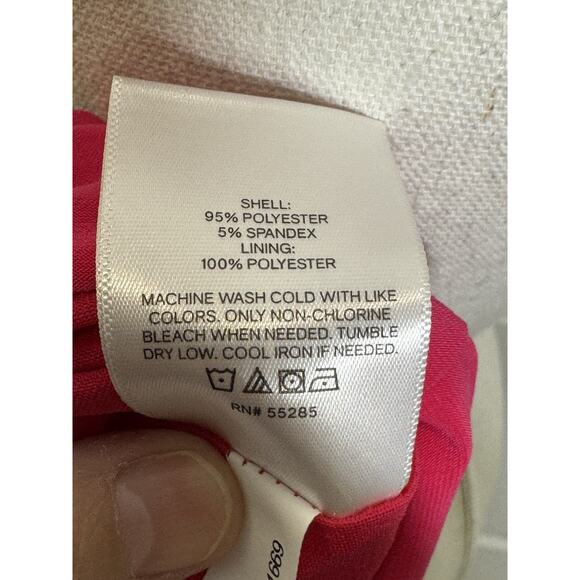 SHELL:
95% POLYESTER
5% SPANDEX
LINING:
100% POLYESTER
MACHINE WASH COLD WITH LIKE
COLORS. ONLY NON-CHLORINE
BLEACH WHEN NEEDED. TUMBLE
DRY LOW. COOL IRON IF NEEDED.
RN# 55285